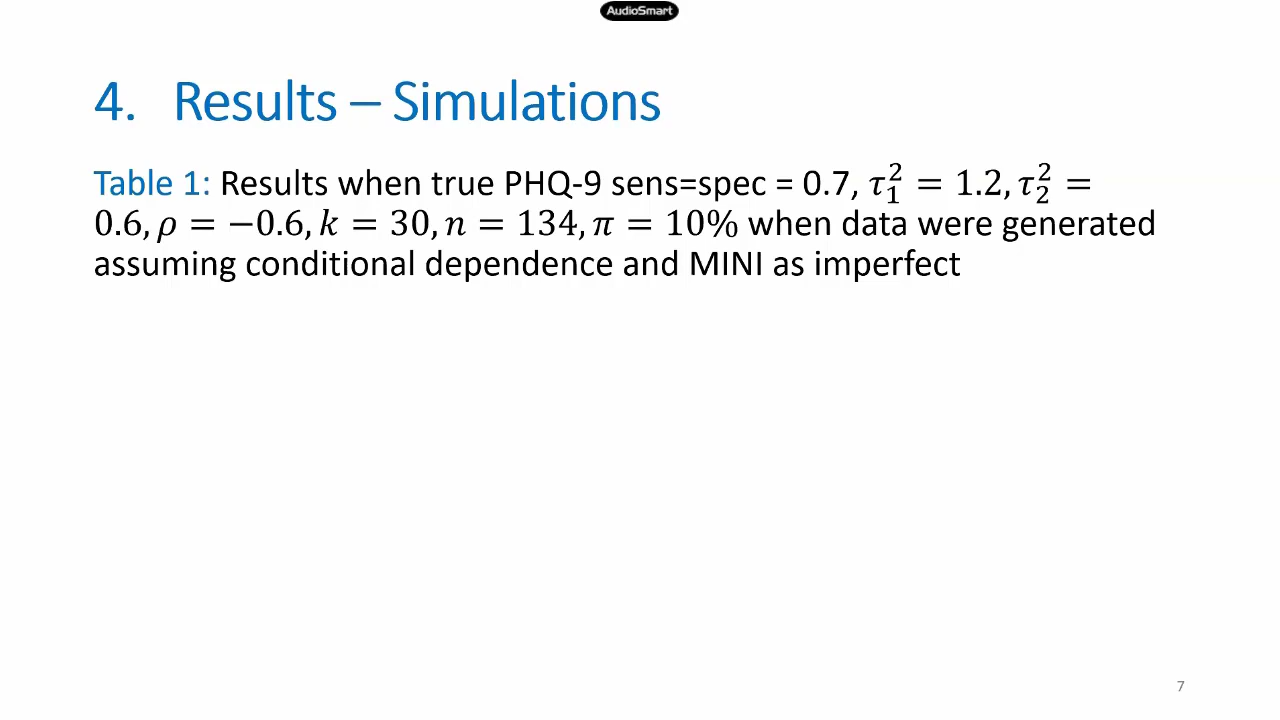 AudioSmart
4. Results – Simulations
Table 1: Results when true PHQ-9 sens=spec = 0.7, τ₁² = 1.2, τ₂² =
0.6, ρ = −0.6, k = 30, n = 134, π = 10% when data were generated
assuming conditional dependence and MINI as imperfect
7